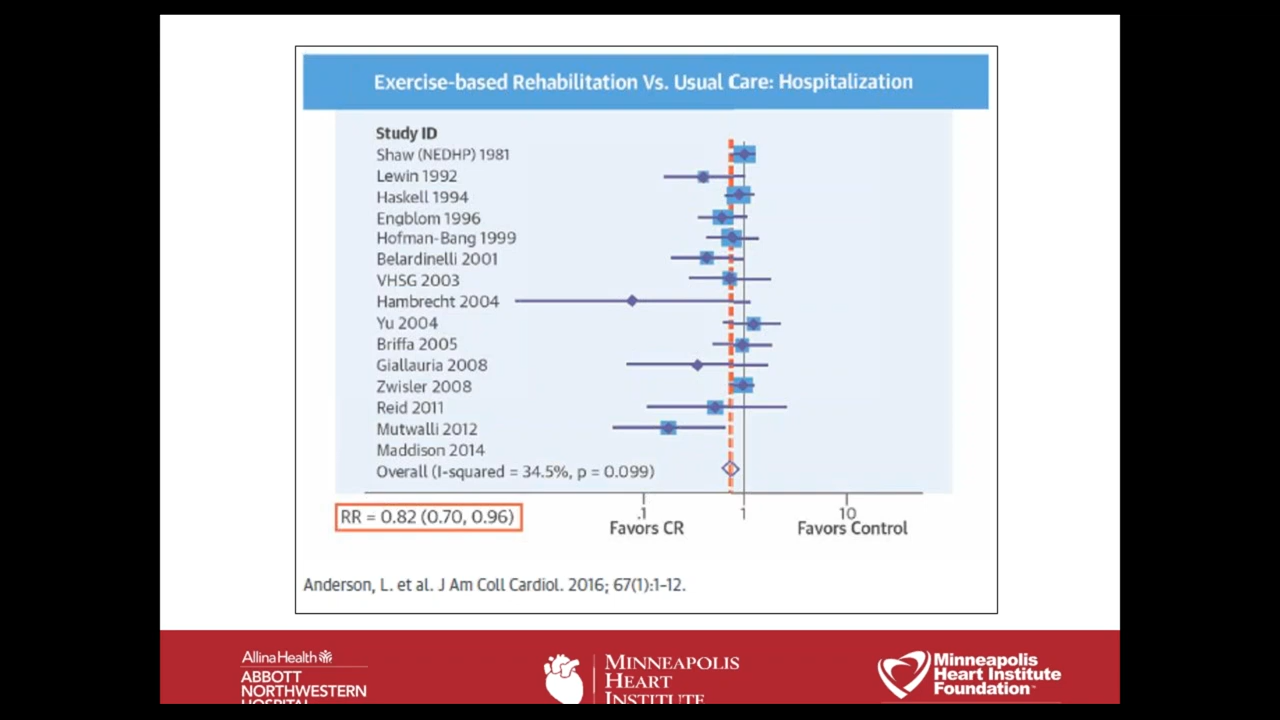 Exercise-based Rehabilitation Vs. Usual Care: Hospitalization
Study ID
Shaw (NEDHP) 1981
Lewin 1992
Haskell 1994
Engblom 1996
Hofman-Bang 1999
Belardinelli 2001
VHSG 2003
Hambrecht 2004
Yu 2004
Briffa 2005
Giallauria 2008
Zwisler 2008
Reid 2011
Mutwalli 2012
Maddison 2014
Overall (I-squared = 34.5%, p = 0.099)
.1 1 10
RR = 0.82 (0.70, 0.96)
Favors CR Favors Control
Anderson, L. et al. J Am Coll Cardiol. 2016; 67(1):1-12.
AllinaHealth
ABBOTT
NORTHWESTERN
HOSPITAL
MINNEAPOLIS
HEART
INSTITUTE
Minneapolis
Heart Institute
Foundation™